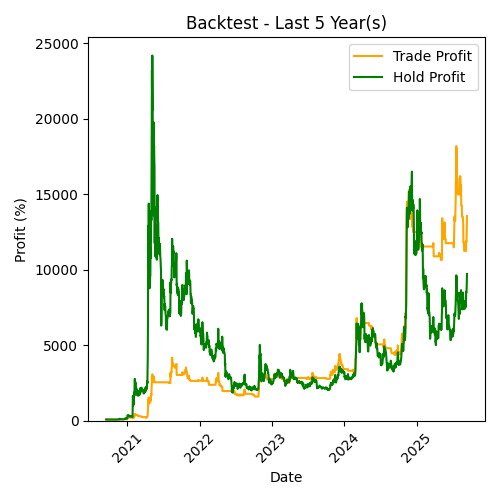 Backtest - Last 5 Year(s)
Trade Profit
Hold Profit
Profit (%)
25000
20000
15000
10000
5000
0
2021
2022
2023
2024
2025
Date